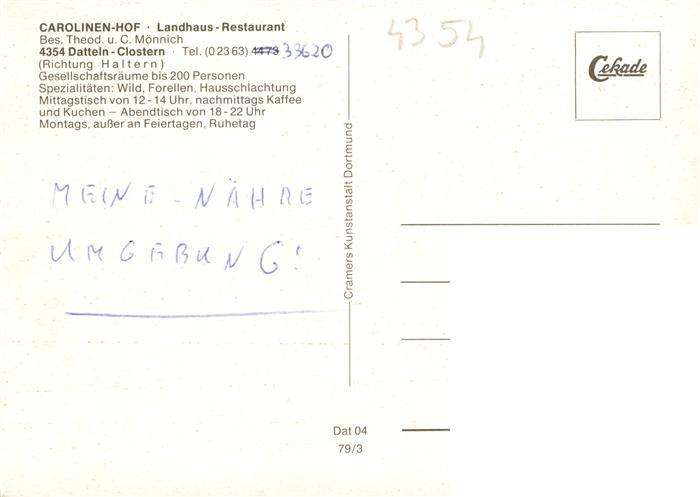 CAROLINEN-HOF · Landhaus-Restaurant
Bes. Theod. u. C. Mönnich
4354 Datteln-Clostern · Tel. (02363) 4473 33620
(Richtung Haltern)
Gesellschaftsräume bis 200 Personen
Spezialitäten: Wild, Forellen, Hausschlachtung
Mittagstisch von 12-14 Uhr, nachmittags Kaffee
und Kuchen – Abendtisch von 18-22 Uhr
Montags, außer an Feiertagen, Ruhetag
MEINE - NÄHRE
UMGEBUNG!
Cramers Kunstanstalt Dortmund
Dat 04
79/3
4354
Cekade